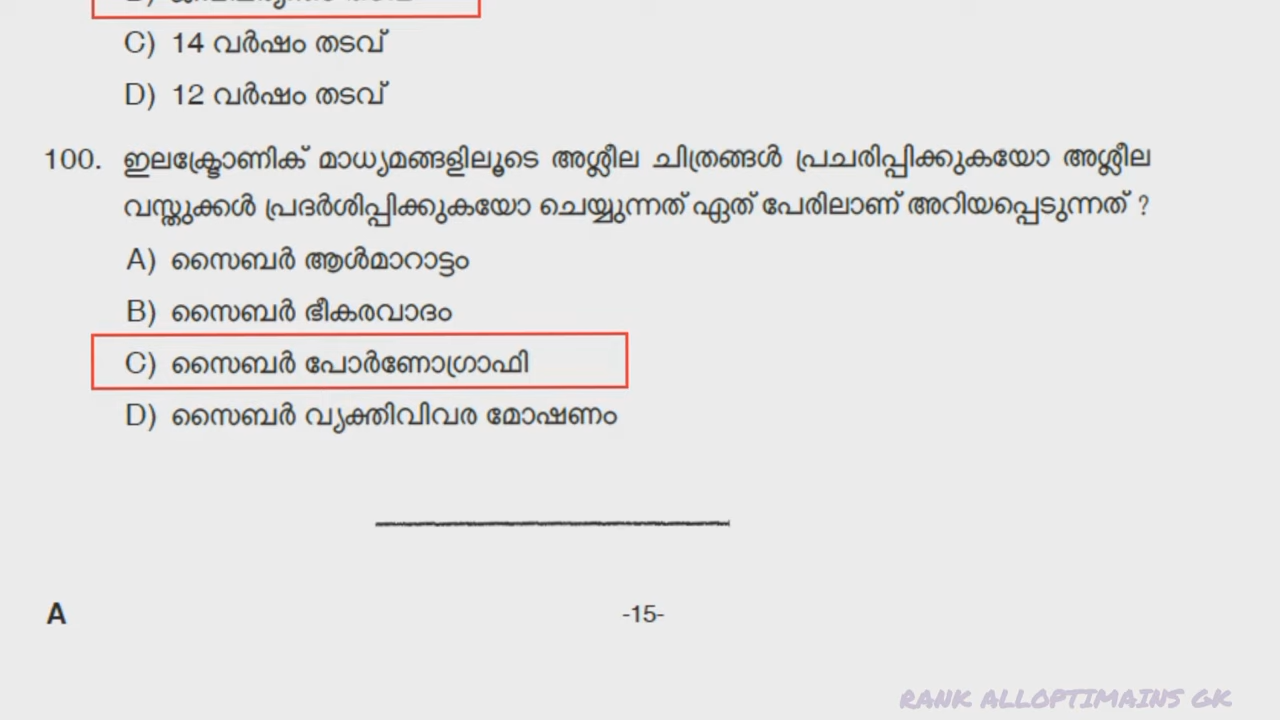 C) 14 വർഷം തടവ്
D) 12 വർഷം തടവ്
100. ഇലക്ട്രോണിക് മാധ്യമങ്ങളിലൂടെ അശ്ലീല ചിത്രങ്ങൾ പ്രചരിപ്പിക്കുകയോ അശ്ലീല
വസ്തുക്കൾ പ്രദർശിപ്പിക്കുകയോ ചെയ്യുന്നത് ഏത് പേരിലാണ് അറിയപ്പെടുന്നത് ?
A) സൈബർ ആൾമാറാട്ടം
B) സൈബർ ഭീകരവാദം
C) സൈബർ പോർണോഗ്രാഫി
D) സൈബർ വ്യക്തിവിവര മോഷണം
A
-15-
RANK ALLOPTIMAINS GK